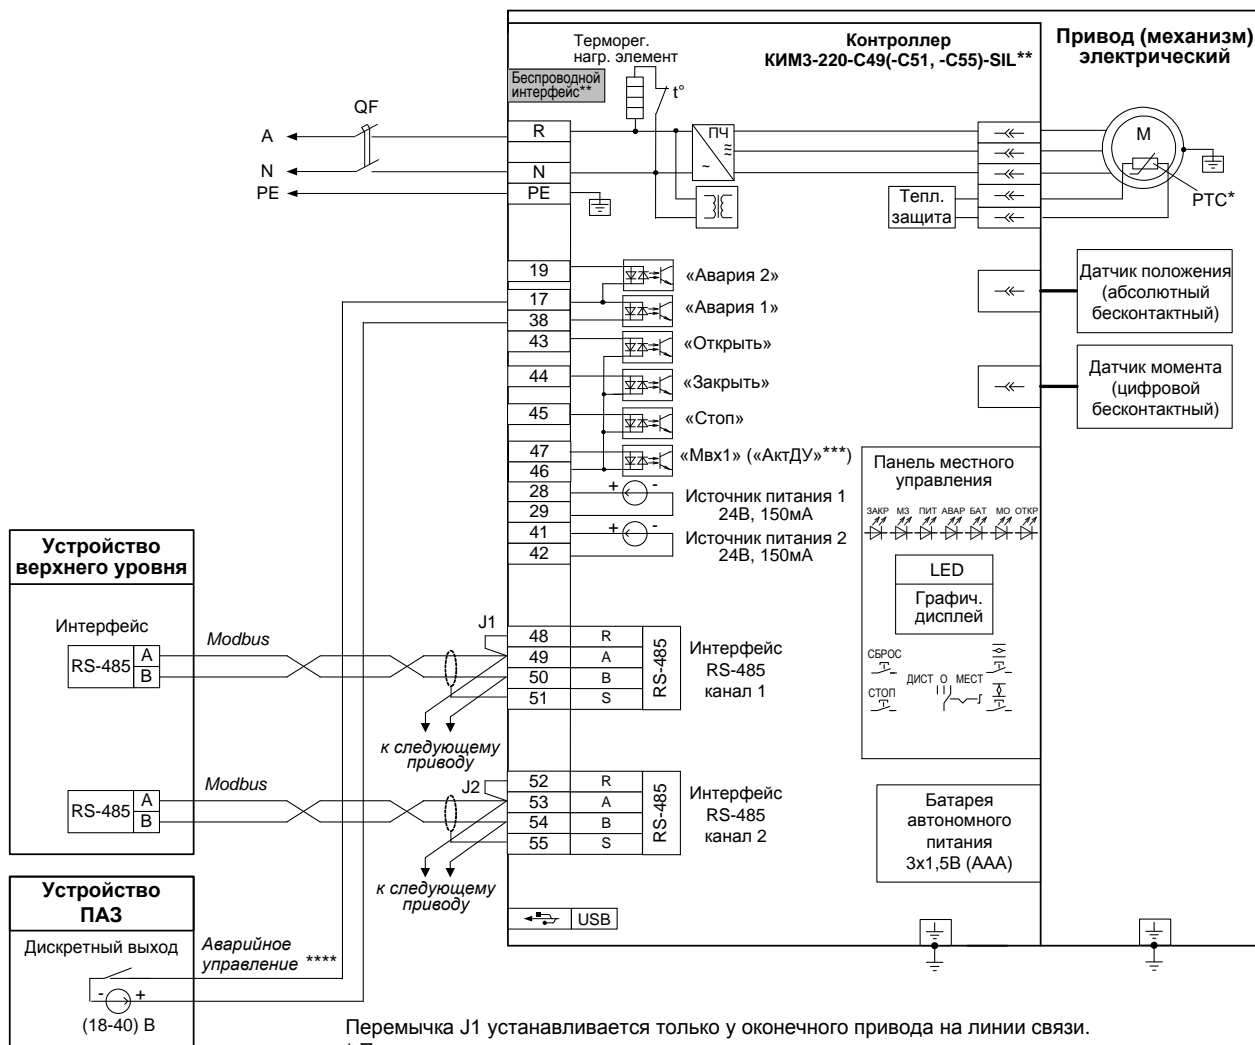 Контроллер
КИМ3-220-С49(-С51, -С55)-SIL**
Привод (механизм)
электрический
Терморег.
нагр. элемент
Беспроводной
интерфейс**
t°
QF
A
R
ПЧ
~
M
N
N
PE
PE
Тепл.
защита
PTC*
19
«Авария 2»
17
«Авария 1»
38
43
«Открыть»
44
«Закрыть»
45
«Стоп»
47
«Мвх1» («АктДУ»***)
46
28
+ -
Источник питания 1
24В, 150мА
29
41
+ -
Источник питания 2
24В, 150мА
42
Датчик положения
(абсолютный
бесконтактный)
Датчик момента
(цифровой
бесконтактный)
Панель местного
управления
ЗАКР МЗ ПИТ АВАР БАТ МО ОТКР
LED
Графич.
дисплей
СБРОС
СТОП
ДИСТ О МЕСТ
Батарея
автономного
питания
3x1,5В (ААА)
Устройство
верхнего уровня
Интерфейс
RS-485
A
B
Modbus
J1
48 R
49 A
50 B
51 S
RS-485
Интерфейс
RS-485
канал 1
к следующему
приводу
RS-485
A
B
Modbus
J2
52 R
53 A
54 B
55 S
RS-485
Интерфейс
RS-485
канал 2
к следующему
приводу
USB
Устройство
ПАЗ
Дискретный выход
- +
(18-40) В
Аварийное
управление ****
Перемычка J1 устанавливается только у оконечного привода на линии связи.